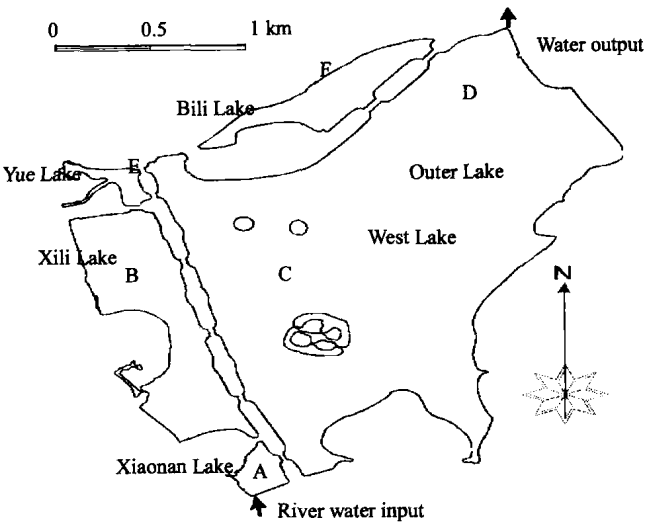 0 0.5 1 km
Water output
F
D
Bili Lake
E
Yue Lake
Outer Lake
West Lake
Xili Lake
B
C
N
Xiaonan Lake
A
River water input